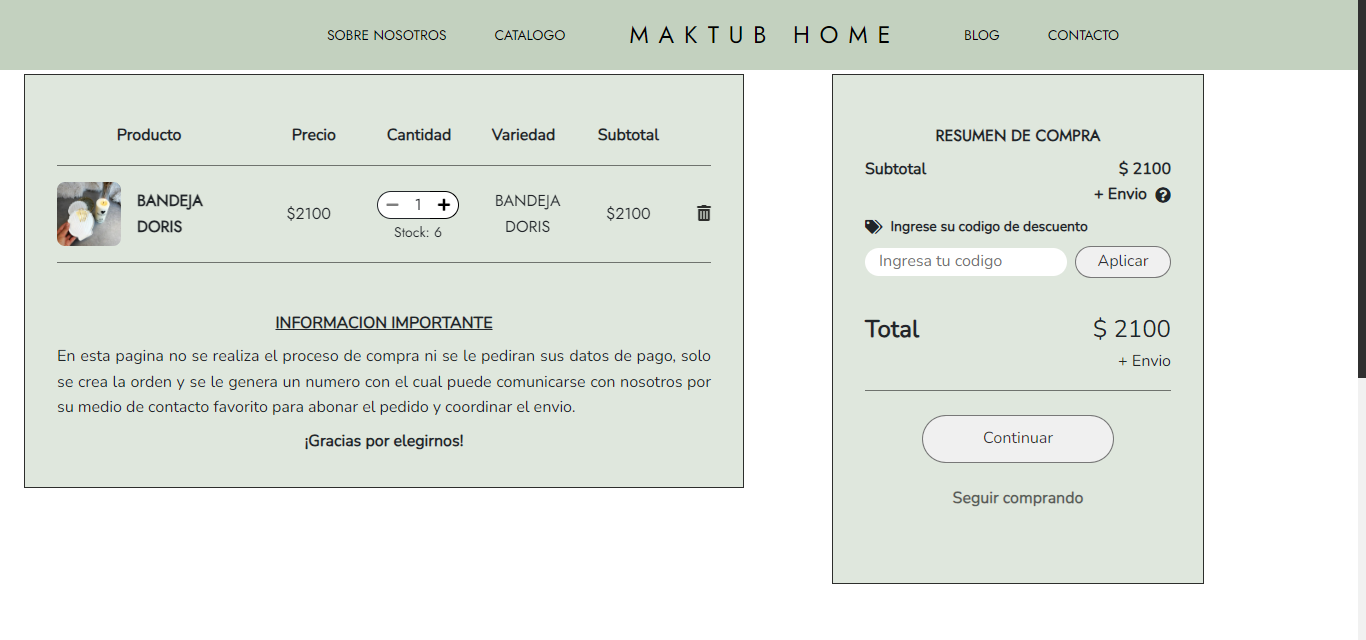 SOBRE NOSOTROS CATALOGO MAKTUB HOME BLOG CONTACTO
Producto Precio Cantidad Variedad Subtotal
BANDEJA DORIS $2100 − 1 + BANDEJA DORIS $2100
Stock: 6
INFORMACION IMPORTANTE
En esta pagina no se realiza el proceso de compra ni se le pediran sus datos de pago, solo
se crea la orden y se le genera un numero con el cual puede comunicarse con nosotros por
su medio de contacto favorito para abonar el pedido y coordinar el envio.
¡Gracias por elegirnos!
RESUMEN DE COMPRA
Subtotal $ 2100
+ Envio ?
Ingrese su codigo de descuento
Ingresa tu codigo Aplicar
Total $ 2100
+ Envio
Continuar
Seguir comprando